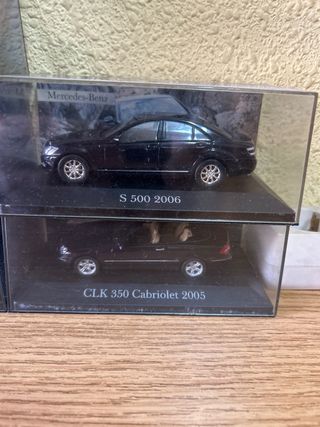 Mercedes-Benz
S 500 2006
CLK 350 Cabriolet 2005